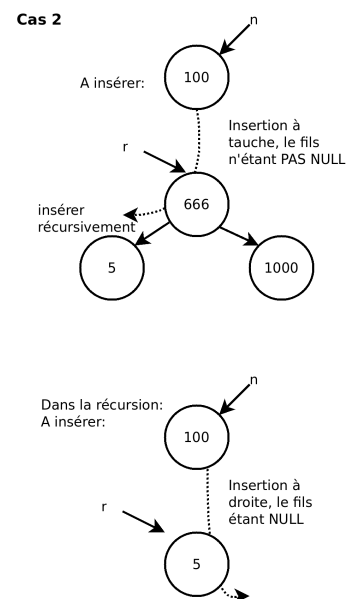 Cas 2
n
100
A insérer:
Insertion à
tauche, le fils
n'étant PAS NULL
r
666
insérer
récursivement
5
1000
n
Dans la récursion:
A insérer:
100
Insertion à
droite, le fils
étant NULL
r
5